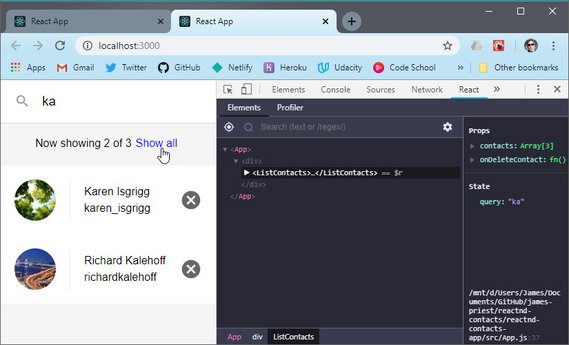 React App
React App
localhost:3000
Apps Gmail Twitter GitHub Netlify Heroku Udacity Code School » Other bookmarks
ka
Now showing 2 of 3 Show all
Karen Isgrigg
karen_isgrigg
Richard Kalehoff
richardkalehoff
Elements Console Sources Network React »
Elements Profiler
Search (text or /regex/)
<App>
<div>
<ListContacts>…</ListContacts> == $r
</div>
</App>
App div ListContacts
Props
contacts: Array[3]
onDeleteContact: fn()
State
query: "ka"
/mnt/d/Users/James/Doc
uments/GitHub/james-
priest/reactnd-
contacts-
app/src/App.js:37